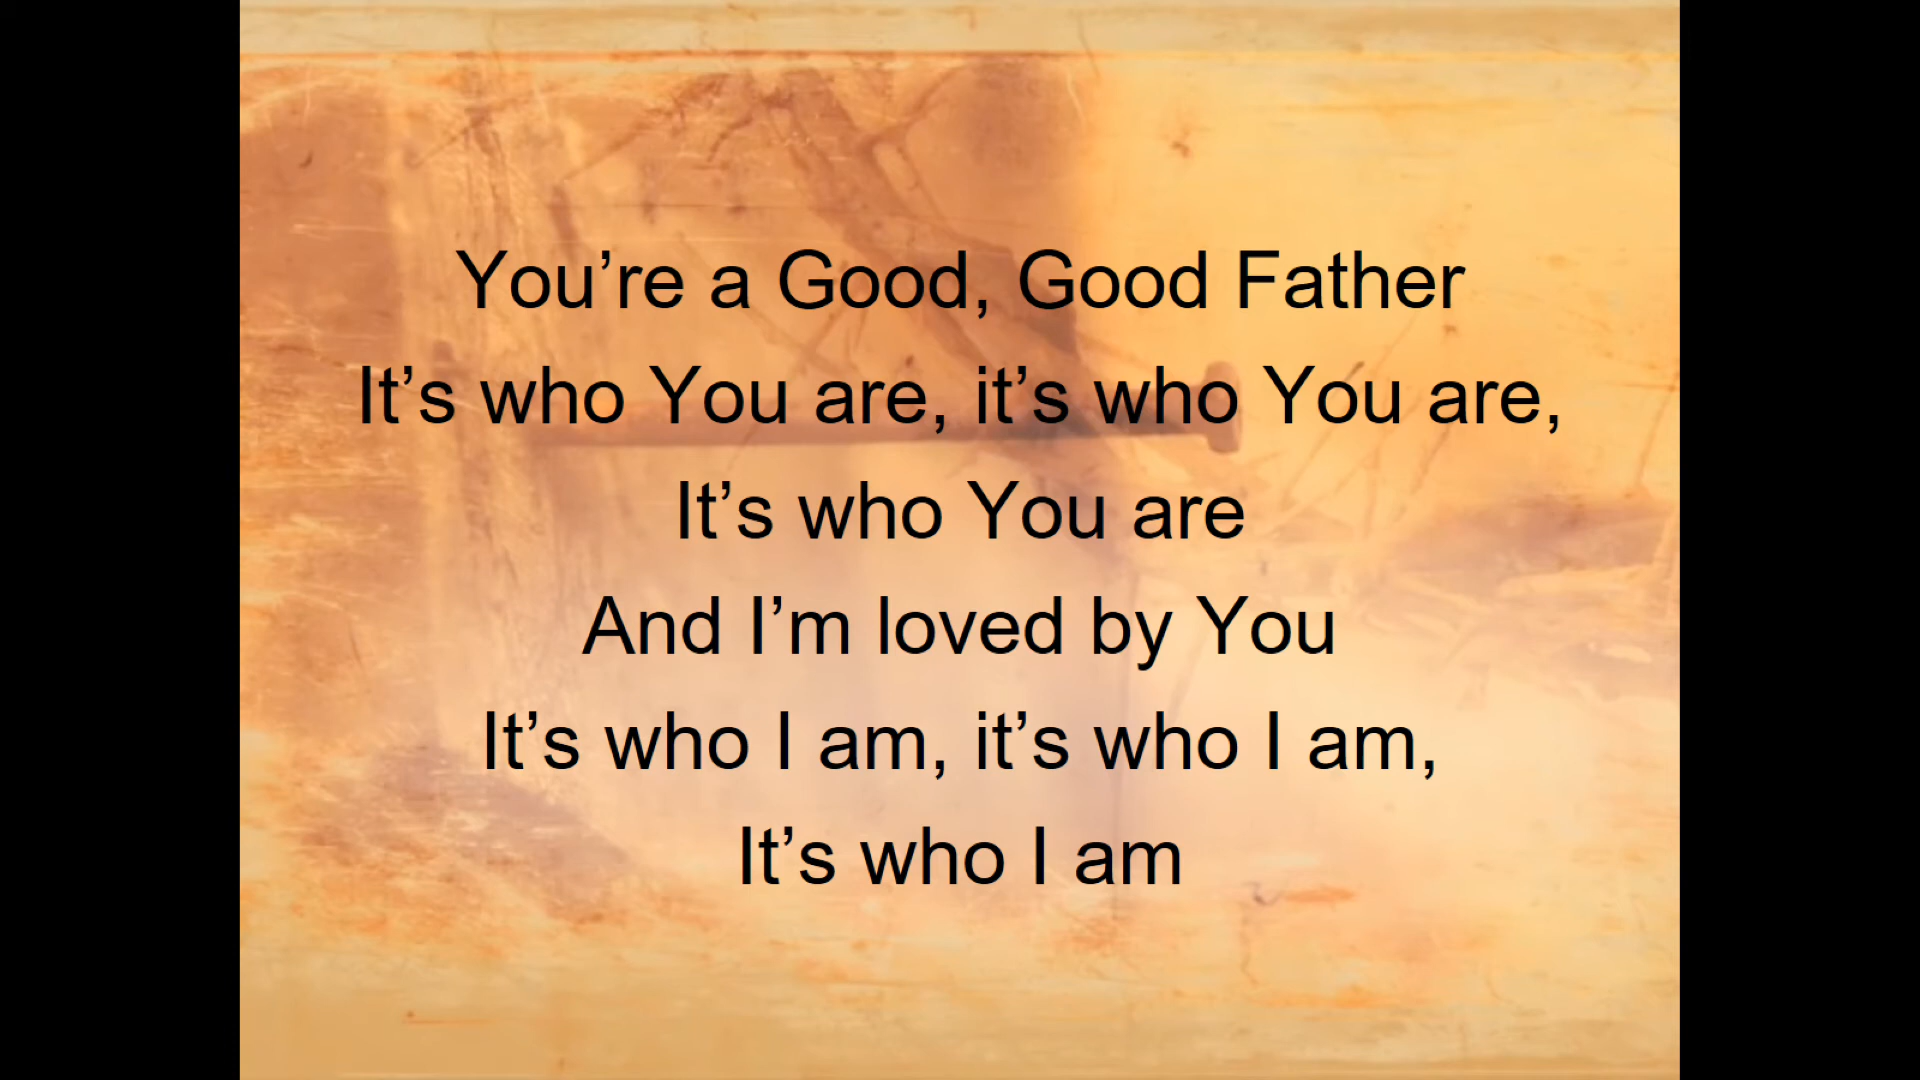 You’re a Good, Good Father
It’s who You are, it’s who You are,
It’s who You are
And I’m loved by You
It’s who I am, it’s who I am,
It’s who I am